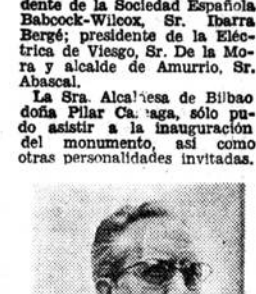 dente de la Sociedad Española
Babcock-Wilcox, Sr. Ibarra
Bergé; presidente de la Eléc-
trica de Viesgo, Sr. De la Mo-
ra y alcalde de Amurrio, Sr.
Abascal.
La Sra. de Bilbao
doña Pilar sólo pu-
do asistir a la inauguración
del monumento, así como
otras personalidades invitadas.